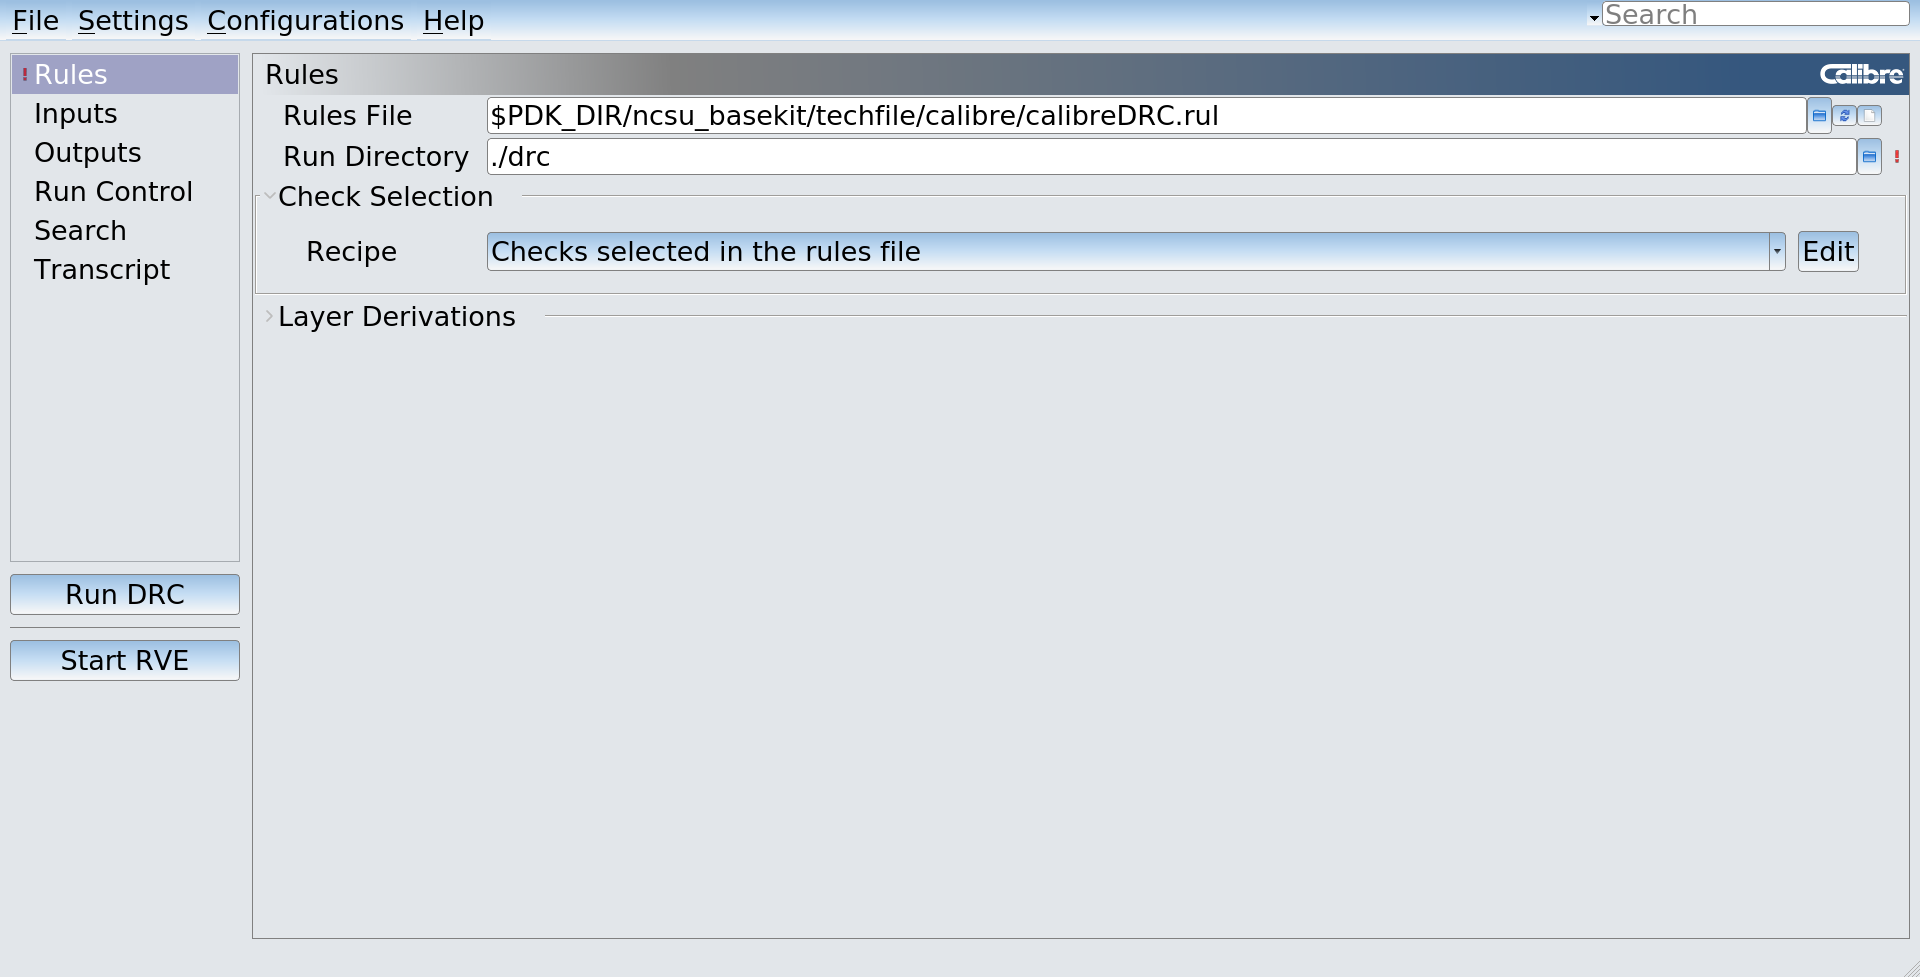 File Settings Configurations Help Search
! Rules
Inputs
Outputs
Run Control
Search
Transcript
Run DRC
Start RVE
Rules Calibre
Rules File $PDK_DIR/ncsu_basekit/techfile/calibre/calibreDRC.rul
Run Directory ./drc !
Check Selection
Recipe Checks selected in the rules file Edit
Layer Derivations